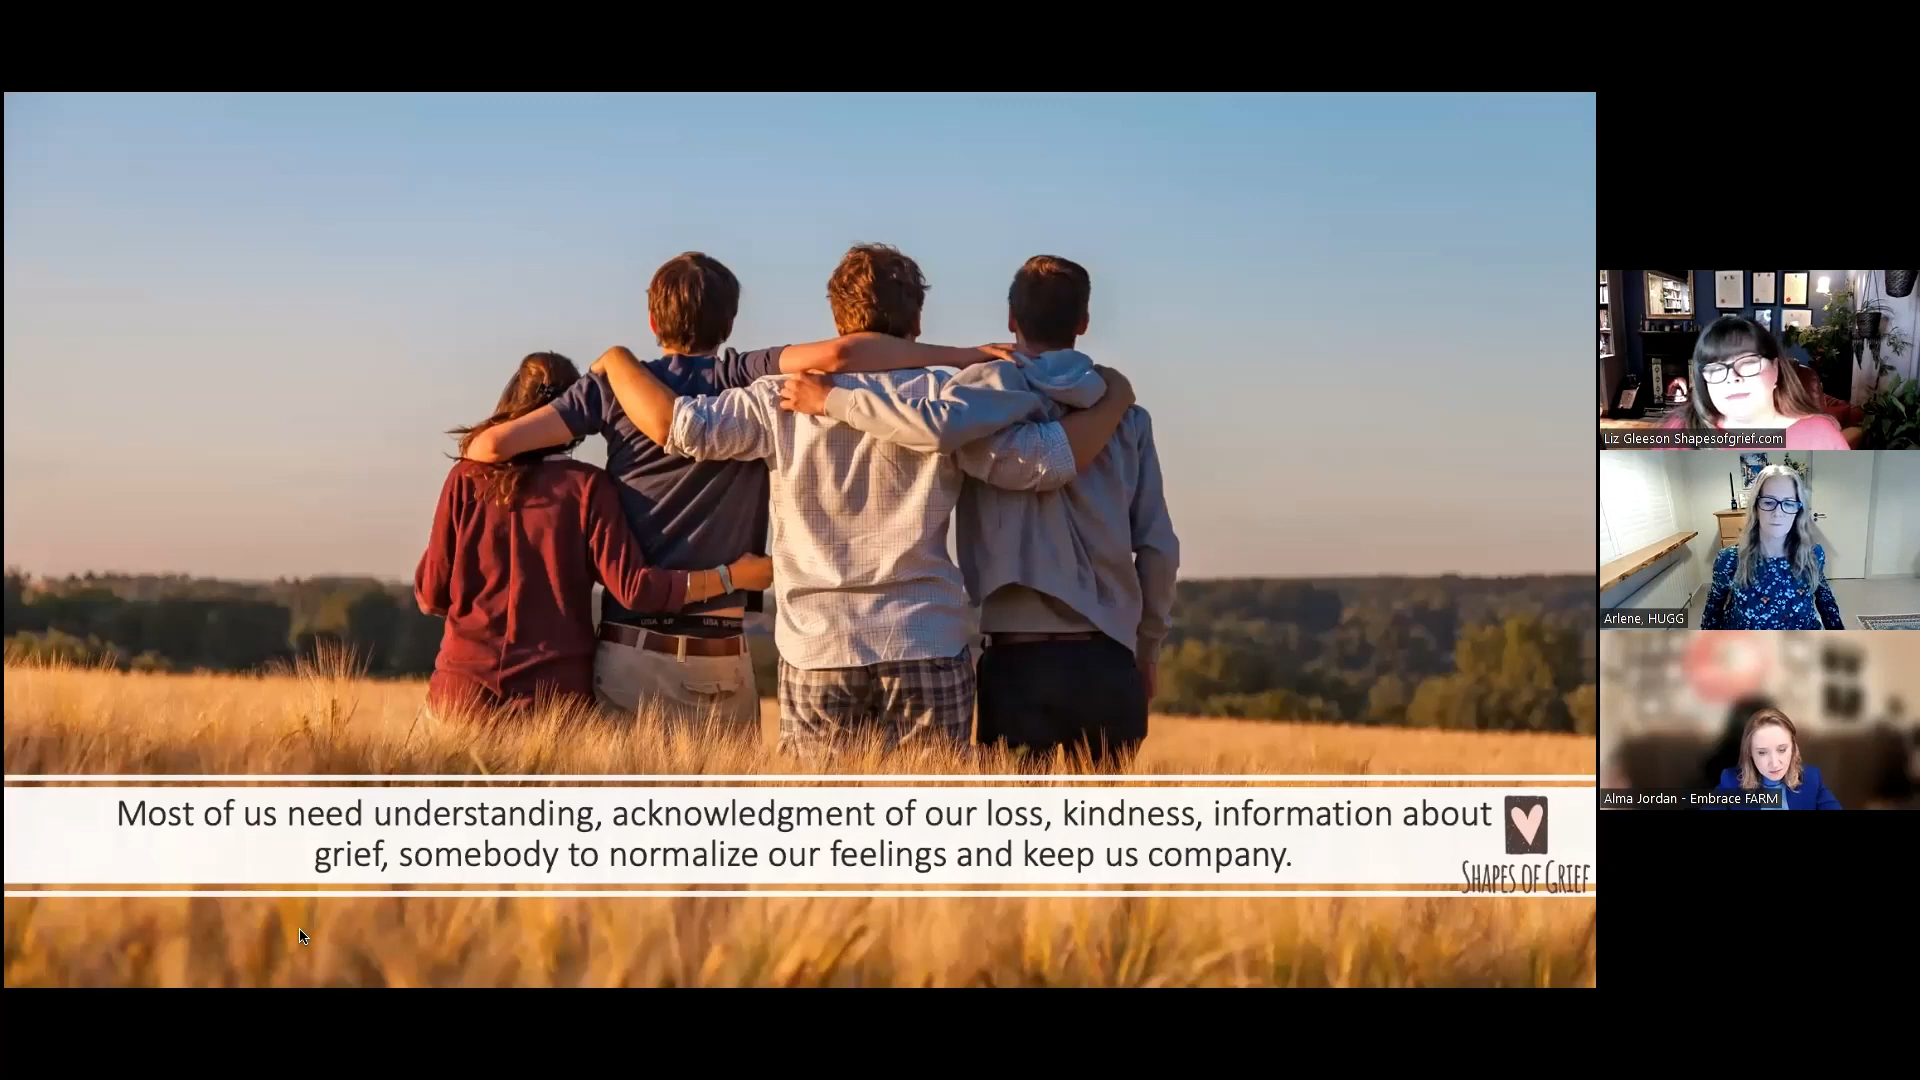 Most of us need understanding, acknowledgment of our loss, kindness, information about
grief, somebody to normalize our feelings and keep us company.
SHAPES OF GRIEF
Liz Gleeson Shapesofgrief.com
Arlene, HUGG
Alma Jordan - Embrace FARM